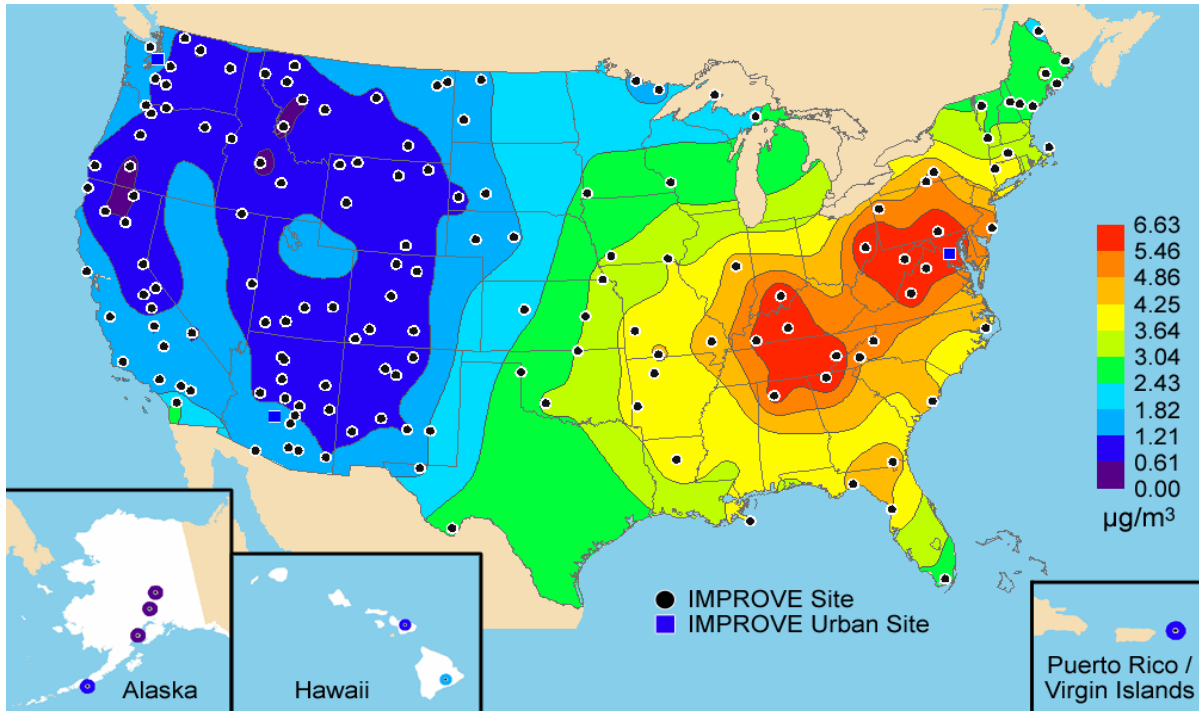 6.63
5.46
4.86
4.25
3.64
3.04
2.43
1.82
1.21
0.61
0.00
µg/m³
IMPROVE Site
IMPROVE Urban Site
Alaska
Hawaii
Puerto Rico /
Virgin Islands